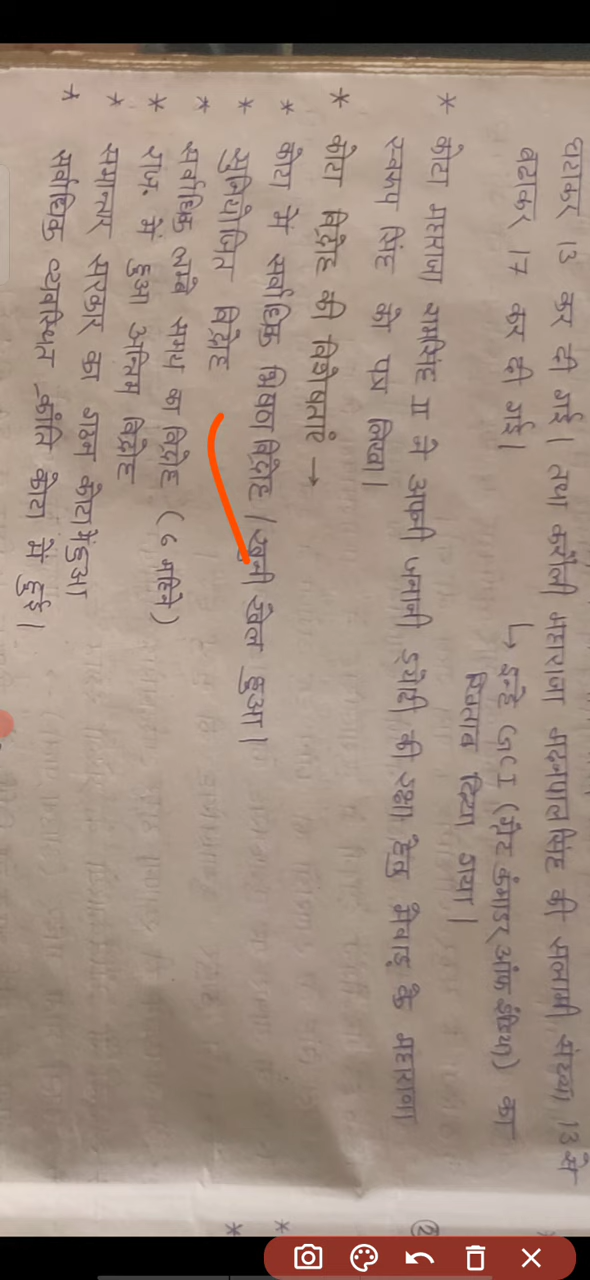 घटाकर 13 कर दी गई। तथा करौली महाराजा मदनपाल सिंह की सलामी संख्या 13 से
बढाकर 17 कर दी गई।
↳ इन्हे GCI (ग्रेट कंमाडर ऑफ इंडिया) का
खिताब दिया गया।
* कोटा महाराजा रामसिंह II ने अपनी जनानी ड्योढी की रक्षा हेतु मेवाड़ के महाराणा
स्वरूप सिंह को पत्र लिखा।
* कोटा विद्रोह की विशेषताएं →
* कोटा में सर्वाधिक भिषण विद्रोह / खुनी खेल हुआ।
* सुनियोजित विद्रोह
* सर्वाधिक लम्बे समय का विद्रोह (6 महिने)
* राज. में हुआ अन्तिम विद्रोह
* समान्तर सरकार का गठन कोटा में हुआ
* सर्वाधिक व्यवस्थित क्रांति कोटा में हुई।
②
*
*